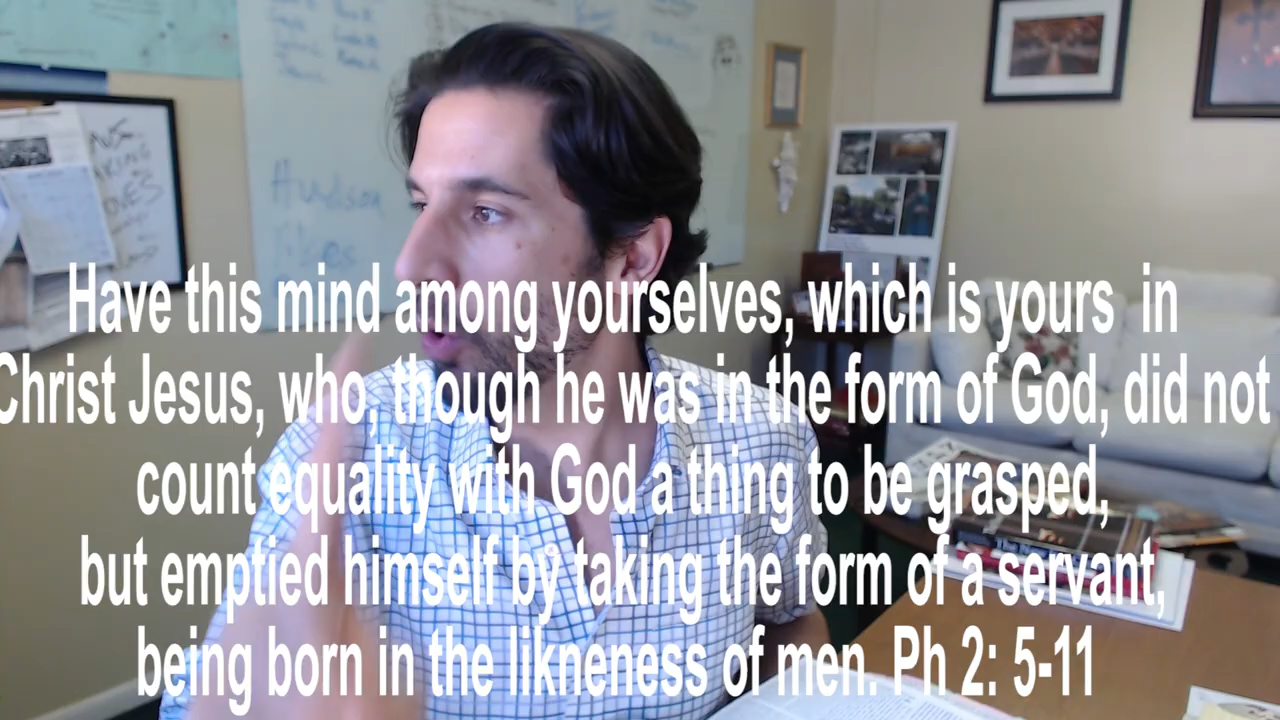 Hudson
Have this mind among yourselves, which is yours in
Christ Jesus, who, though he was in the form of God, did not
count equality with God a thing to be grasped,
but emptied himself by taking the form of a servant,
being born in the likneness of men. Ph 2: 5-11